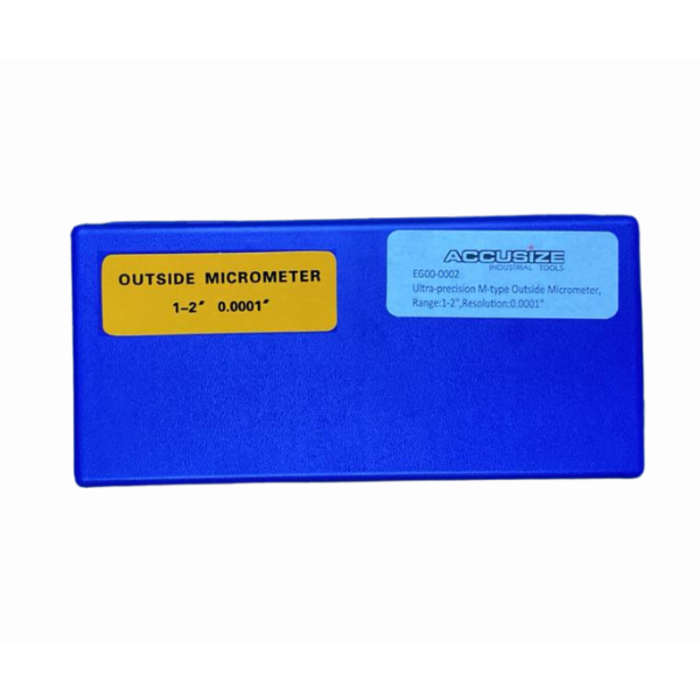 OUTSIDE MICROMETER
1-2″ 0.0001″
ACCUSIZE
INDUSTRIAL TOOLS
EG00-0002
Ultra-precision M-type Outside Micrometer,
Range:1-2",Resolution:0.0001"